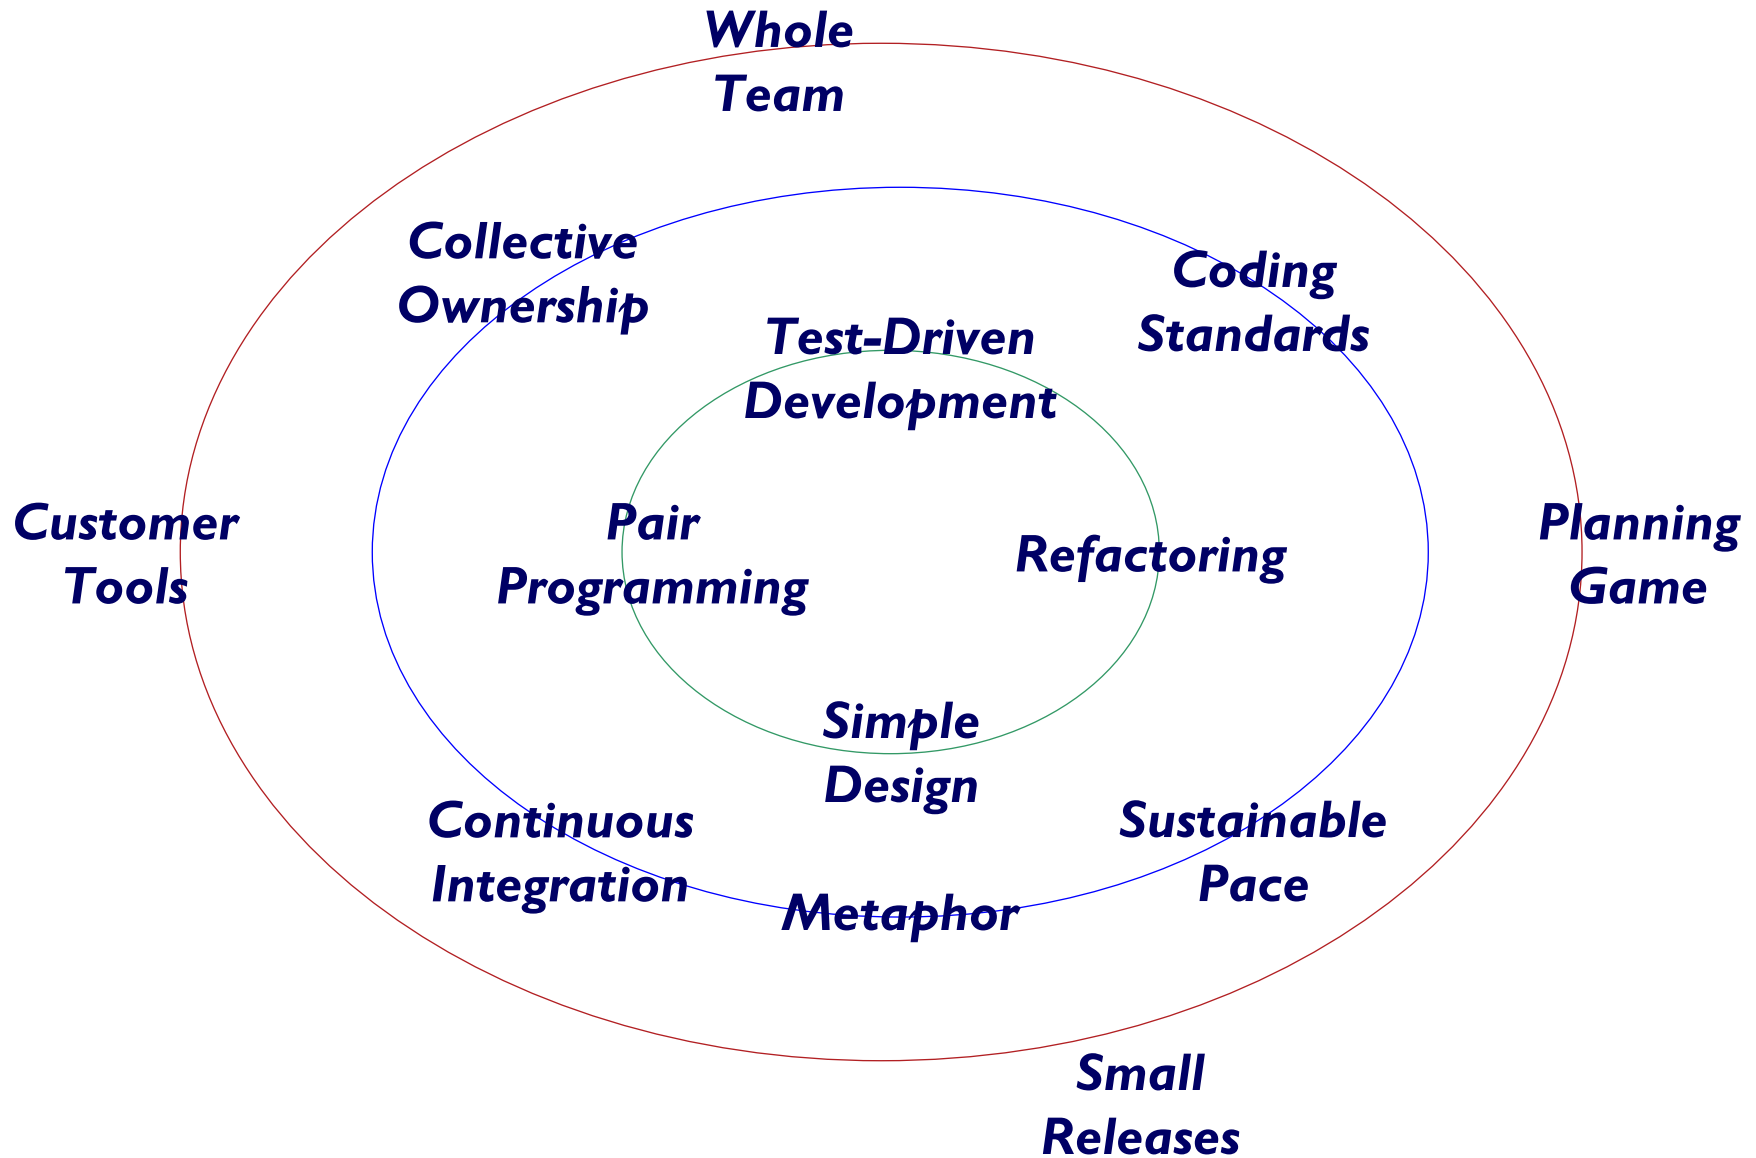 Whole
Team
Collective
Ownership
Coding
Standards
Test-Driven
Development
Customer
Tools
Pair
Programming
Refactoring
Planning
Game
Simple
Design
Continuous
Integration
Metaphor
Sustainable
Pace
Small
Releases